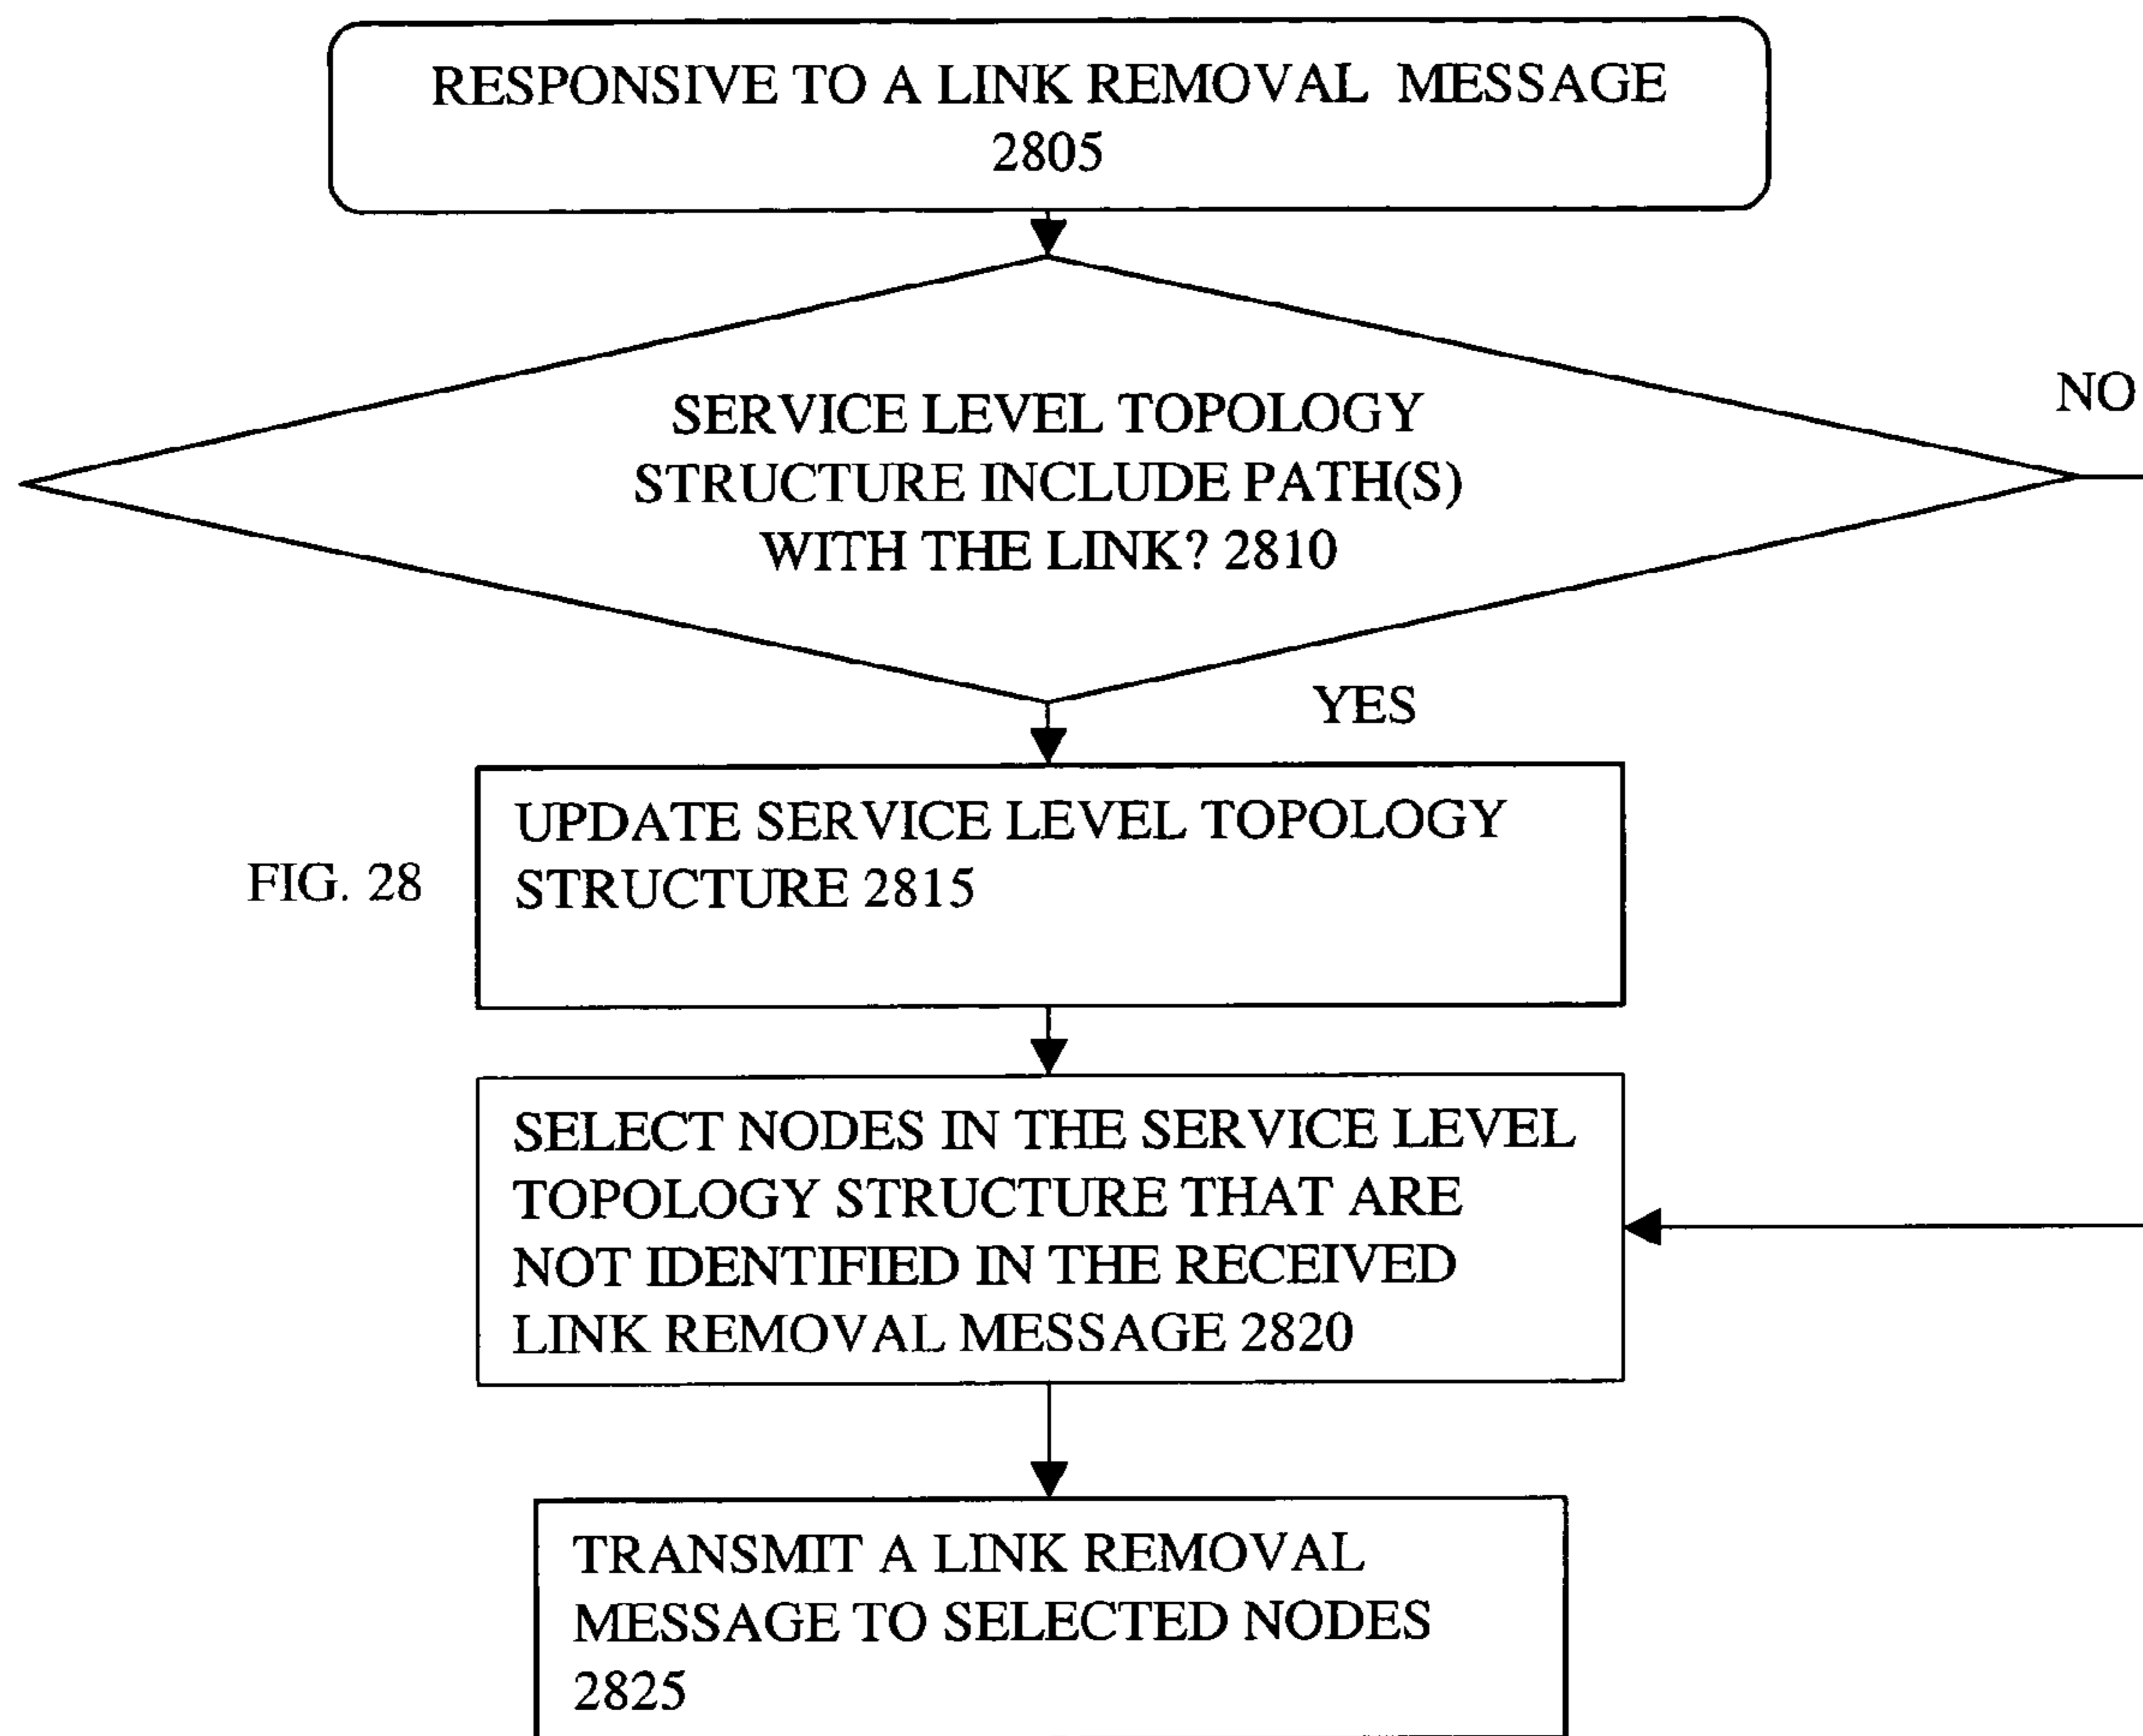 RESPONSIVE TO A LINK REMOVAL MESSAGE
2805
NO
SERVICE LEVEL TOPOLOGY
STRUCTURE INCLUDE PATH(S)
WITH THE LINK? 2810
YES
UPDATE SERVICE LEVEL TOPOLOGY
STRUCTURE 2815
FIG. 28
SELECT NODES IN THE SERVICE LEVEL
TOPOLOGY STRUCTURE THAT ARE
NOT IDENTIFIED IN THE RECEIVED
LINK REMOVAL MESSAGE 2820
TRANSMIT A LINK REMOVAL
MESSAGE TO SELECTED NODES
2825